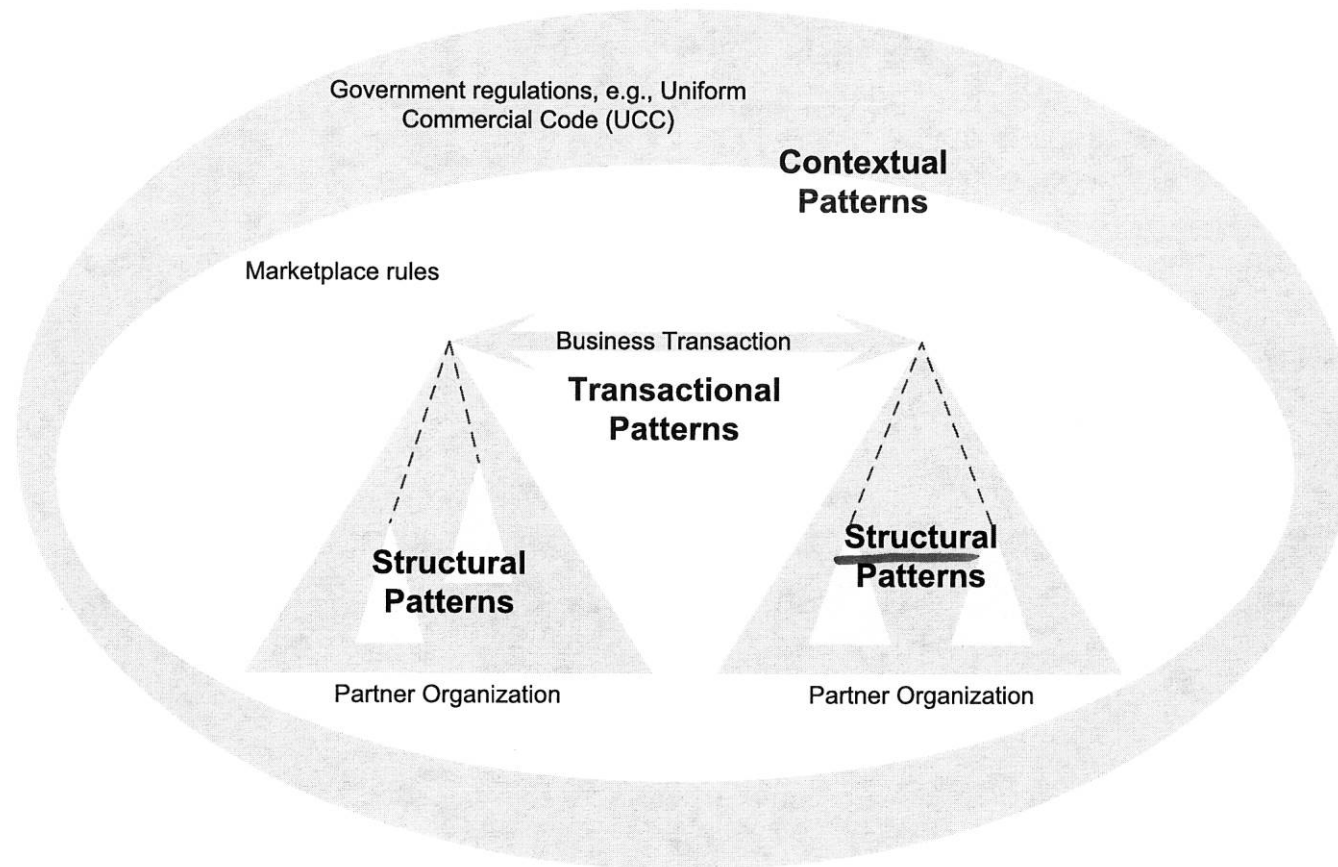 Government regulations, e.g., Uniform
Commercial Code (UCC)
Contextual
Patterns
Marketplace rules
Business Transaction
Transactional
Patterns
Structural
Patterns
Structural
Patterns
Partner Organization
Partner Organization